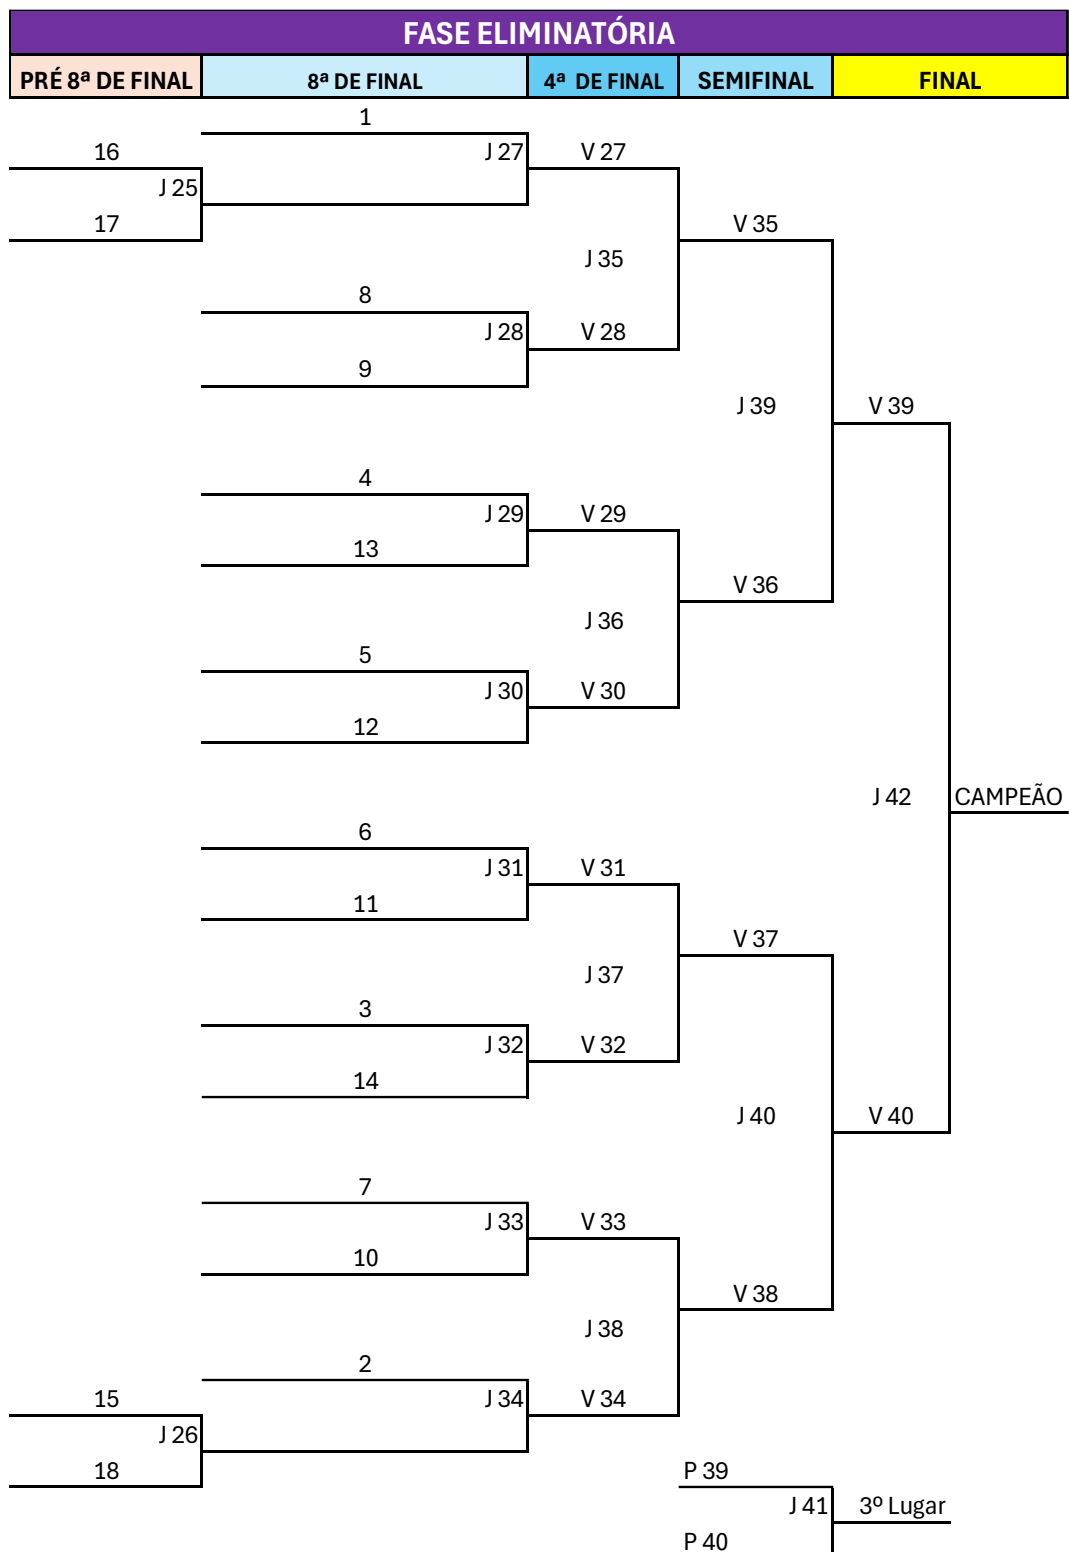 FASE ELIMINATÓRIA
PRÉ 8ª DE FINAL 8ª DE FINAL 4ª DE FINAL SEMIFINAL FINAL
1
16 J 27 V 27
J 25
17 V 35
J 35
8
J 28 V 28
9
J 39 V 39
4
J 29 V 29
13
V 36
J 36
5
J 30 V 30
12
J 42 CAMPEÃO
6
J 31 V 31
11
V 37
J 37
3
J 32 V 32
14
J 40 V 40
7
J 33 V 33
10
V 38
J 38
2
15 J 34 V 34
J 26
18 P 39
J 41 3º Lugar
P 40